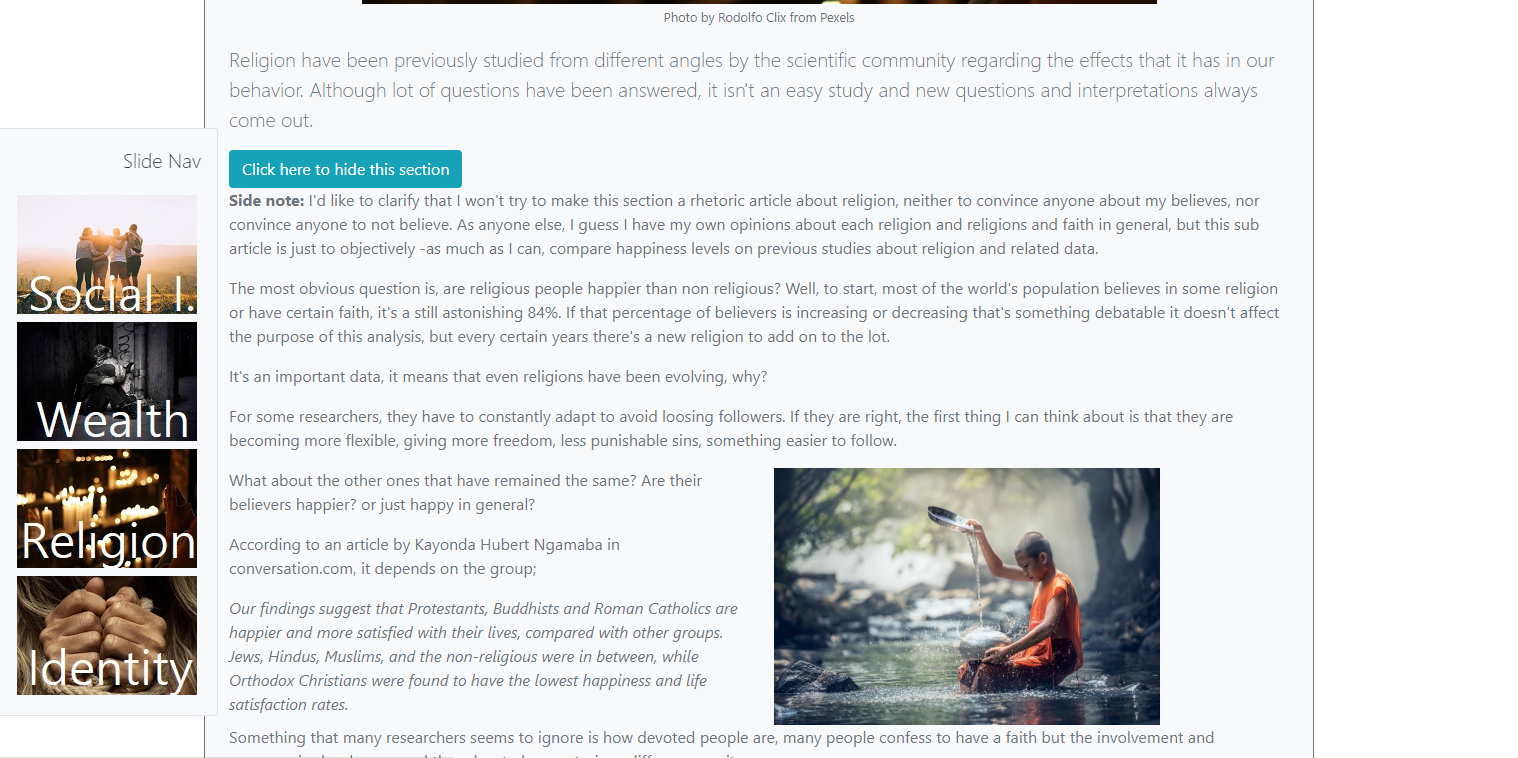 Photo by Rodolfo Clix from Pexels
Religion have been previously studied from different angles by the scientific community regarding the effects that it has in our
behavior. Although lot of questions have been answered, it isn't an easy study and new questions and interpretations always
come out.
Slide Nav
Social I.
Wealth
Religion
Identity
Click here to hide this section
Side note: I'd like to clarify that I won't try to make this section a rhetoric article about religion, neither to convince anyone about my believes, nor
convince anyone to not believe. As anyone else, I guess I have my own opinions about each religion and religions and faith in general, but this sub
article is just to objectively -as much as I can, compare happiness levels on previous studies about religion and related data.
The most obvious question is, are religious people happier than non religious? Well, to start, most of the world's population believes in some religion
or have certain faith, it's a still astonishing 84%. If that percentage of believers is increasing or decreasing that's something debatable it doesn't affect
the purpose of this analysis, but every certain years there's a new religion to add on to the lot.
It's an important data, it means that even religions have been evolving, why?
For some researchers, they have to constantly adapt to avoid loosing followers. If they are right, the first thing I can think about is that they are
becoming more flexible, giving more freedom, less punishable sins, something easier to follow.
What about the other ones that have remained the same? Are their
believers happier? or just happy in general?
According to an article by Kayonda Hubert Ngamaba in
conversation.com, it depends on the group;
Our findings suggest that Protestants, Buddhists and Roman Catholics are
happier and more satisfied with their lives, compared with other groups.
Jews, Hindus, Muslims, and the non-religious were in between, while
Orthodox Christians were found to have the lowest happiness and life
satisfaction rates.
Something that many researchers seems to ignore is how devoted people are, many people confess to have a faith but the involvement and